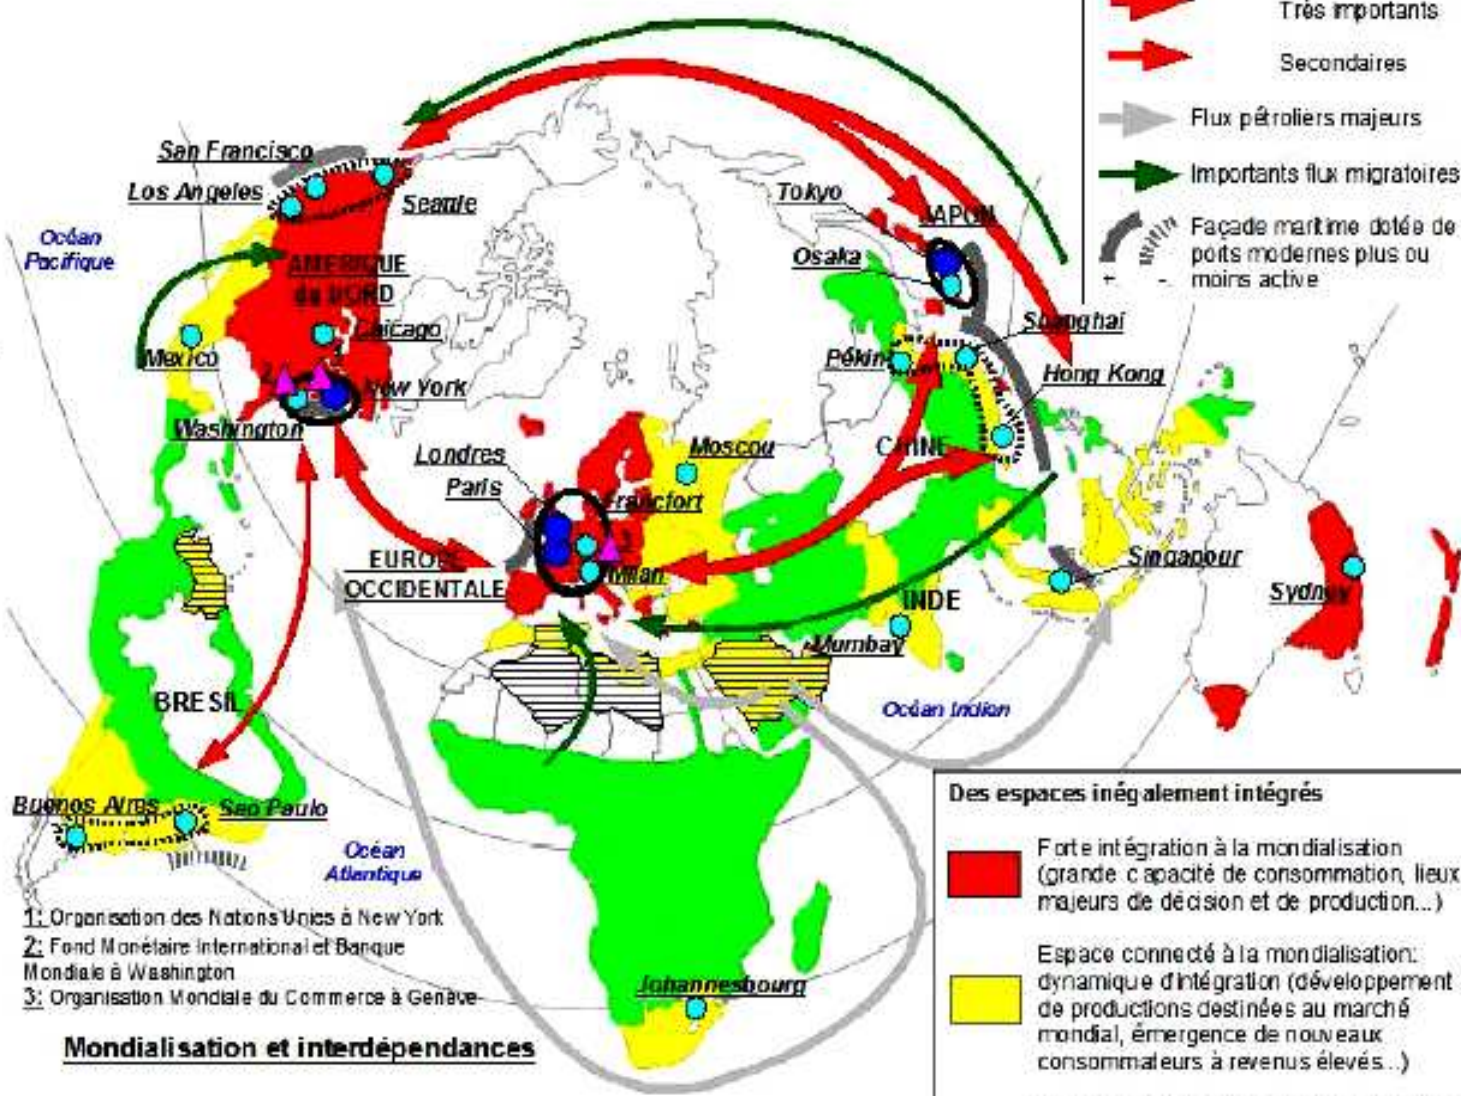 Très importants
Secondaires
Flux pétroliers majeurs
Importants flux migratoires
Façade maritime dotée de
ports modernes plus ou
moins active
+ -
San Francisco
Los Angeles
Seattle
Océan
Pacifique
AMERIQUE
du NORD
Chicago
Mexico
1
2
New York
Washington
Tokyo
JAPON
Osaka
Shanghai
Pékin
Hong Kong
CHINE
Londres
Paris
Moscou
Francfort
3
EUROPE
OCCIDENTALE
Milan
Singapour
Sydney
INDE
Mumbay
Océan Indien
BRESIL
Buenos Aires
Sao Paulo
Océan
Atlantique
Johannesbourg
1: Organisation des Nations Unies à New York
2: Fond Monétaire International et Banque
Mondiale à Washington
3: Organisation Mondiale du Commerce à Genève
Mondialisation et interdépendances
Des espaces inégalement intégrés
Forte intégration à la mondialisation
(grande capacité de consommation, lieux
majeurs de décision et de production...)
Espace connecté à la mondialisation:
dynamique d'intégration (développement
de productions destinées au marché
mondial, émergence de nouveaux
consommateurs à revenus élevés...)